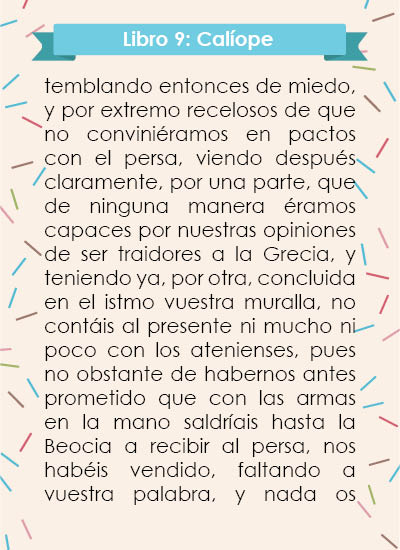 Libro 9: Calíope
temblando entonces de miedo,
y por extremo recelosos de que
no conviniéramos en pactos
con el persa, viendo después
claramente, por una parte, que
de ninguna manera éramos
capaces por nuestras opiniones
de ser traidores a la Grecia, y
teniendo ya, por otra, concluida
en el istmo vuestra muralla, no
contáis al presente ni mucho ni
poco con los atenienses, pues
no obstante de habernos antes
prometido que con las armas
en la mano saldríais hasta la
Beocia a recibir al persa, nos
habéis vendido, faltando a
vuestra palabra, y nada os